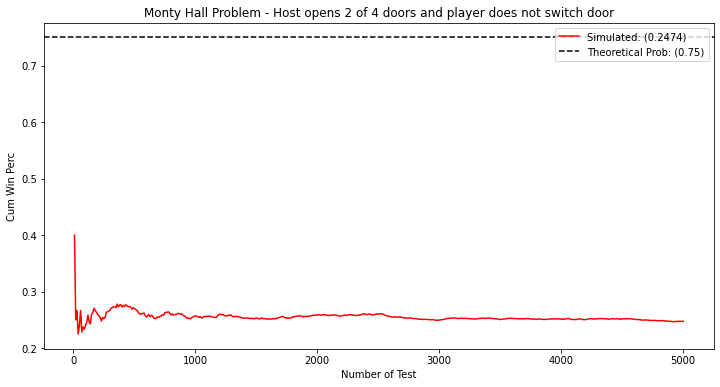 Monty Hall Problem - Host opens 2 of 4 doors and player does not switch door
Simulated: (0.2474)
Theoretical Prob: (0.75)
Cum Win Perc
0.7
0.6
0.5
0.4
0.3
0.2
0
1000
2000
3000
4000
5000
Number of Test